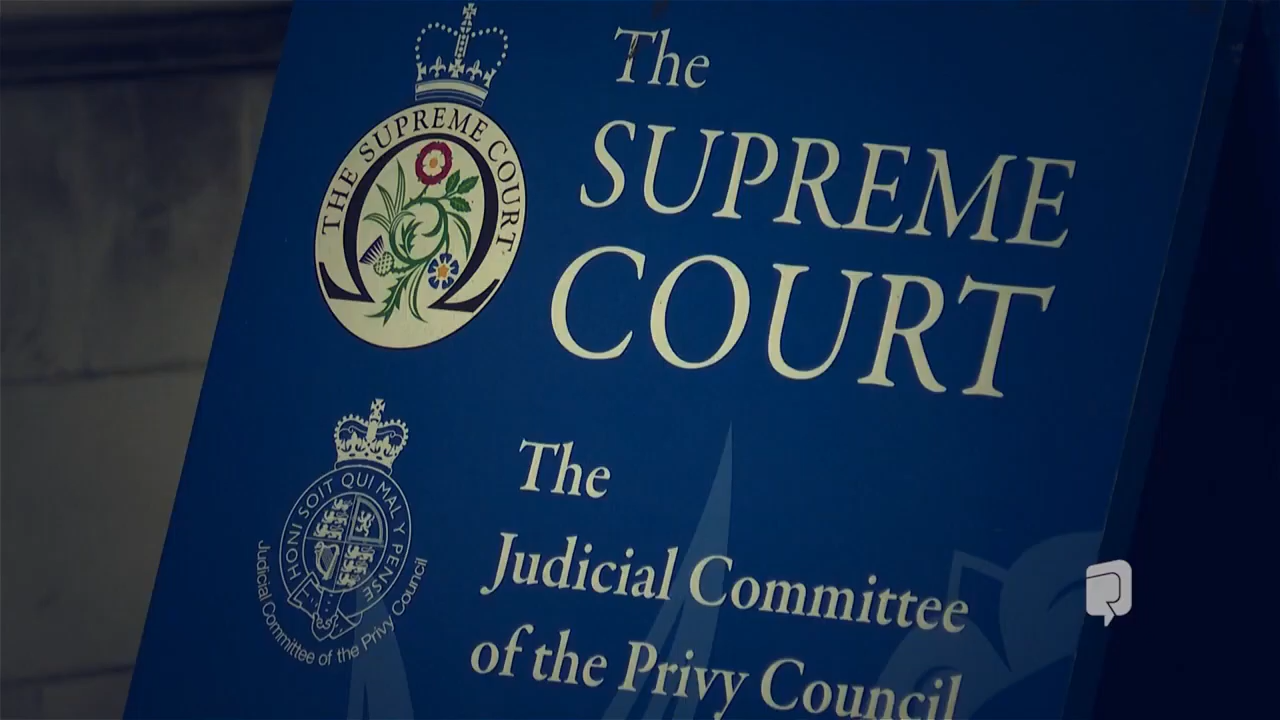 The
SUPREME
COURT
THE SUPREME COURT
The
Judicial Committee
of the Privy Council
HONI SOIT QUI MAL Y PENSE
Judicial Committee of the Privy Council